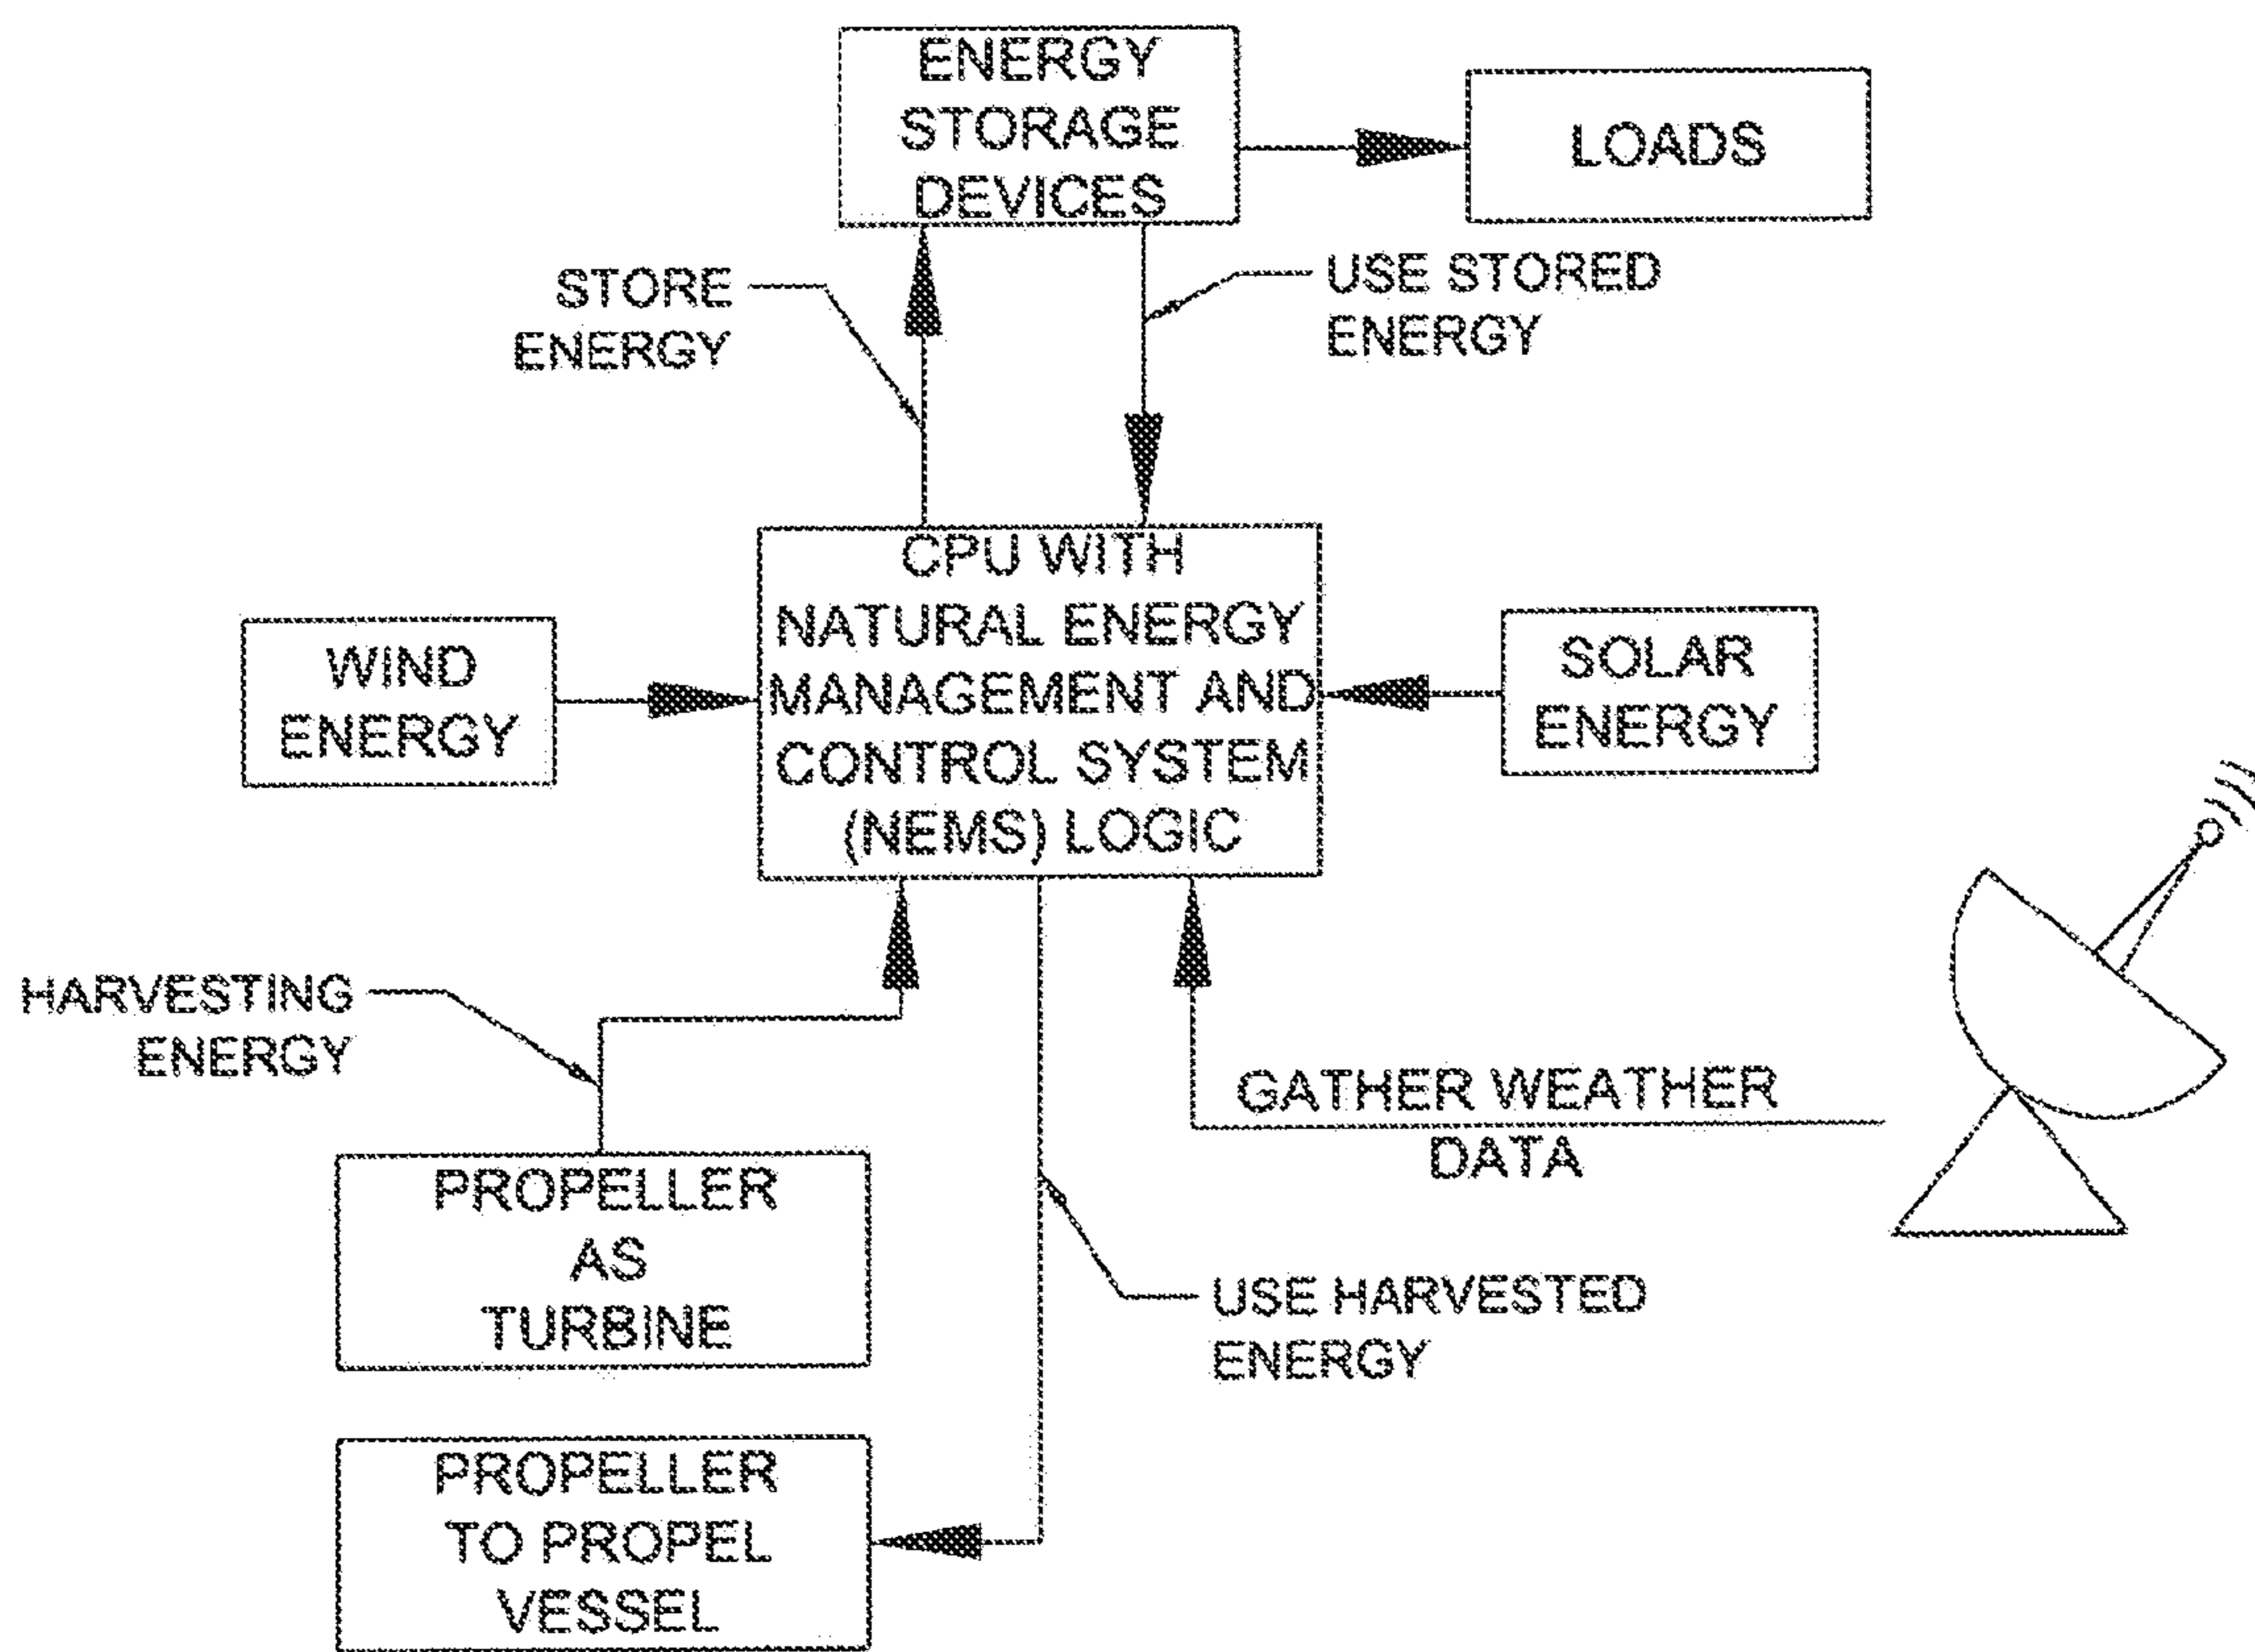 ENERGY
STORAGE
DEVICES
LOADS
STORE
ENERGY
USE STORED
ENERGY
CPU WITH
NATURAL ENERGY
MANAGEMENT AND
CONTROL SYSTEM
(NEMS) LOGIC
WIND
ENERGY
SOLAR
ENERGY
HARVESTING
ENERGY
GATHER WEATHER
DATA
PROPELLER
AS
TURBINE
USE HARVESTED
ENERGY
PROPELLER
TO PROPEL
VESSEL